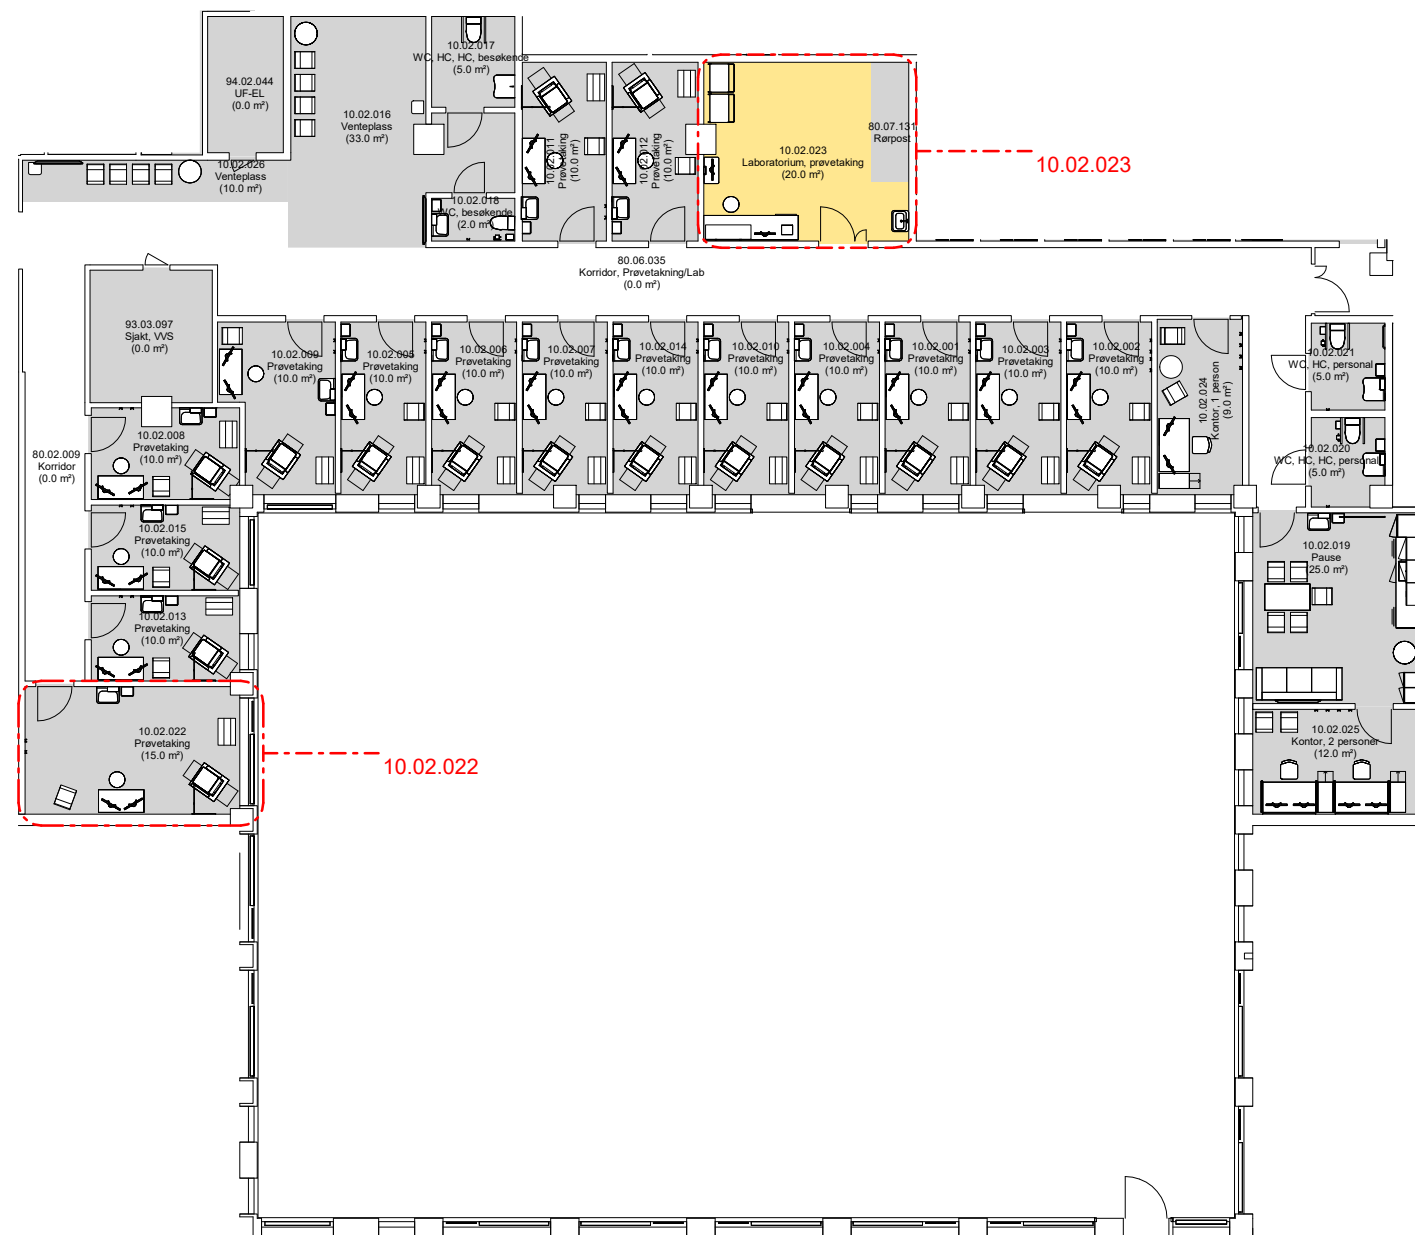 10.02.017
WC, HC, HC, besøkende
(5.0 m²)
94.02.044
UF-EL
(0.0 m²)
10.02.016
Venteplass
(33.0 m²)
10.02.026
Venteplass
(10.0 m²)
10.02.018
WC, besøkende
(2.0 m²)
10.02.011
Prøvetaking
(10.0 m²)
10.02.012
Prøvetaking
(10.0 m²)
10.02.023
Laboratorium, prøvetaking
(20.0 m²)
80.07.131
Rørpost
10.02.023
80.06.035
Korridor, Prøvetakning/Lab
(0.0 m²)
93.03.097
Sjakt, VVS
(0.0 m²)
10.02.009
Prøvetaking
(10.0 m²)
10.02.005
Prøvetaking
(10.0 m²)
10.02.006
Prøvetaking
(10.0 m²)
10.02.007
Prøvetaking
(10.0 m²)
10.02.014
Prøvetaking
(10.0 m²)
10.02.010
Prøvetaking
(10.0 m²)
10.02.004
Prøvetaking
(10.0 m²)
10.02.001
Prøvetaking
(10.0 m²)
10.02.003
Prøvetaking
(10.0 m²)
10.02.002
Prøvetaking
(10.0 m²)
10.02.024
Kontor, 1 person
(9.0 m²)
10.02.021
WC, HC, personal
(5.0 m²)
10.02.020
WC, HC, HC, personal
(5.0 m²)
80.02.009
Korridor
(0.0 m²)
10.02.008
Prøvetaking
(10.0 m²)
10.02.015
Prøvetaking
(10.0 m²)
10.02.013
Prøvetaking
(10.0 m²)
10.02.022
Prøvetaking
(15.0 m²)
10.02.022
10.02.019
Pause
(25.0 m²)
10.02.025
Kontor, 2 personer
(12.0 m²)